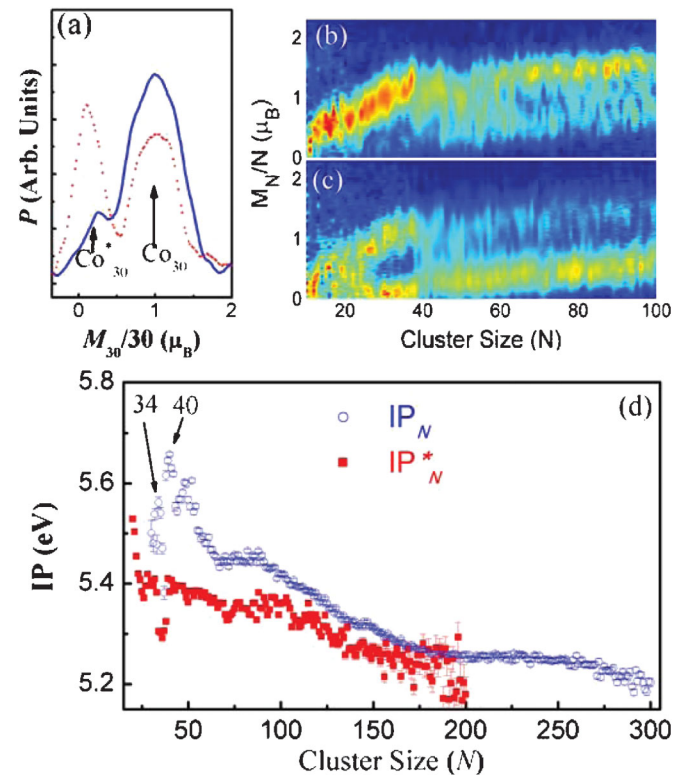 (a)
P (Arb. Units)
Co*30
Co30
0 1 2
M30/30 (μB)
(b)
2
1
0
MN/N (μB)
(c)
2
1
0
20 40 60 80 100
Cluster Size (N)
(d)
5.8
5.6
5.4
5.2
IP (eV)
34 40
IPN
IP*N
50 100 150 200 250 300
Cluster Size (N)